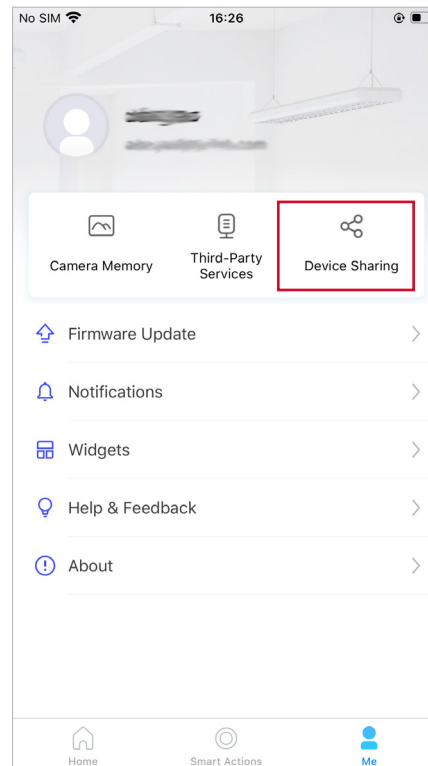 No SIM 16:26
Camera Memory
Third-Party
Services
Device Sharing
Firmware Update
Notifications
Widgets
Help & Feedback
About
Home Smart Actions Me